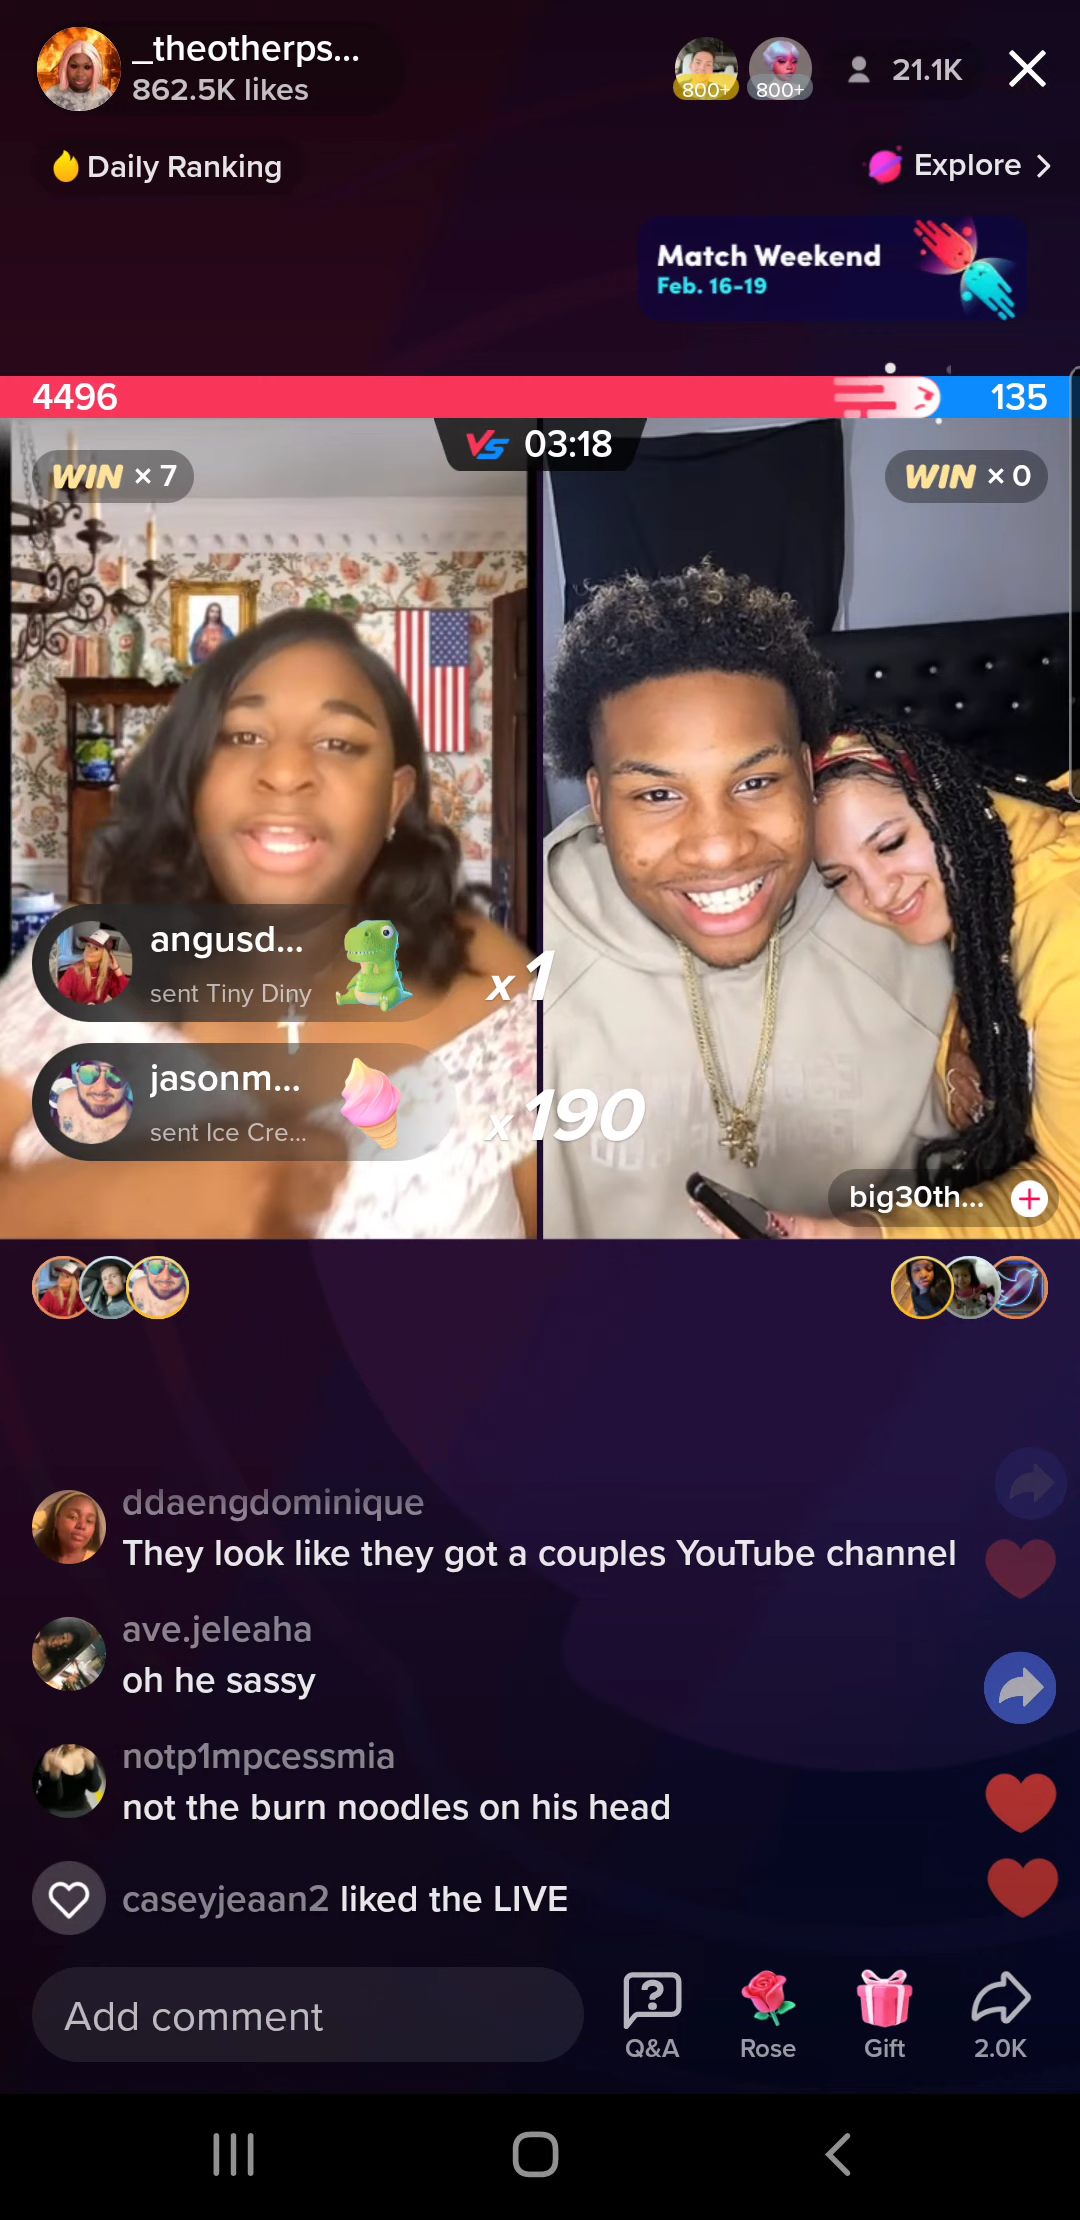 _theotherps...
862.5K likes
800+
800+
21.1K
Daily Ranking
Explore
Match Weekend
Feb. 16-19
4496
135
VS 03:18
WIN × 7
WIN × 0
angusd...
sent Tiny Diny
x1
jasonm...
sent Ice Cre...
x190
big30th...
ddaengdominique
They look like they got a couples YouTube channel
ave.jeleaha
oh he sassy
notp1mpcessmia
not the burn noodles on his head
caseyjeaan2 liked the LIVE
Add comment
Q&A
Rose
Gift
2.0K